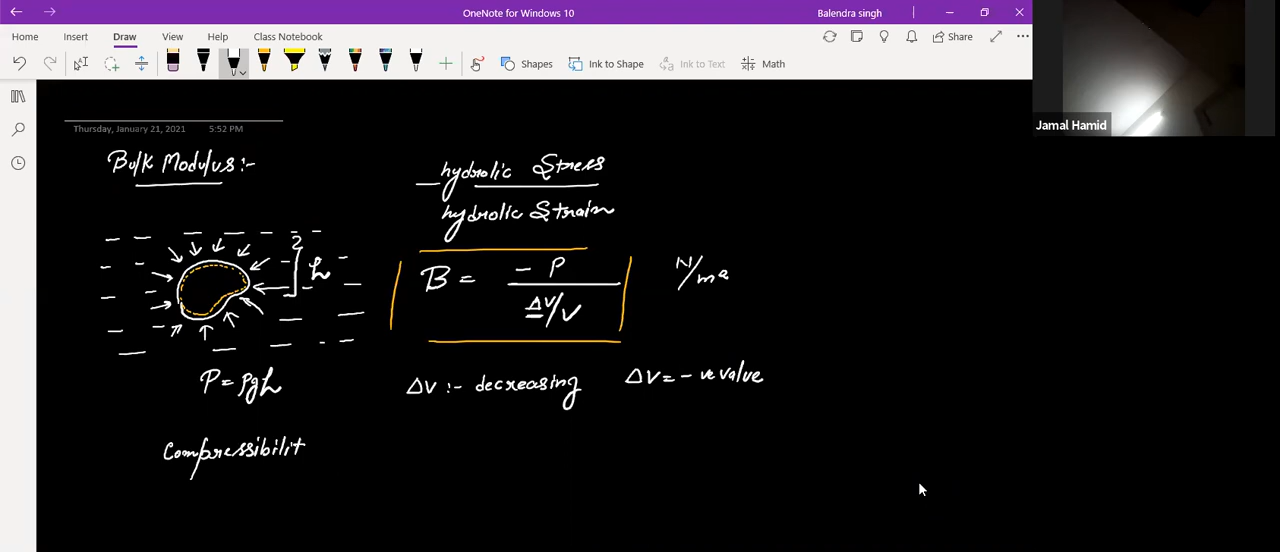 OneNote for Windows 10
Balendra singh
Home Insert Draw View Help Class Notebook
Share
Shapes
Ink to Shape
Ink to Text
Math
Jamal Hamid
Thursday, January 21, 2021 5:52 PM
Bulk Modulus :-
hydrolic Stress
hydrolic Strain
h
B = - P
ΔV/V
N/m2
P = ρgh
ΔV :- decreasing
ΔV = - ve value
Compressibilit